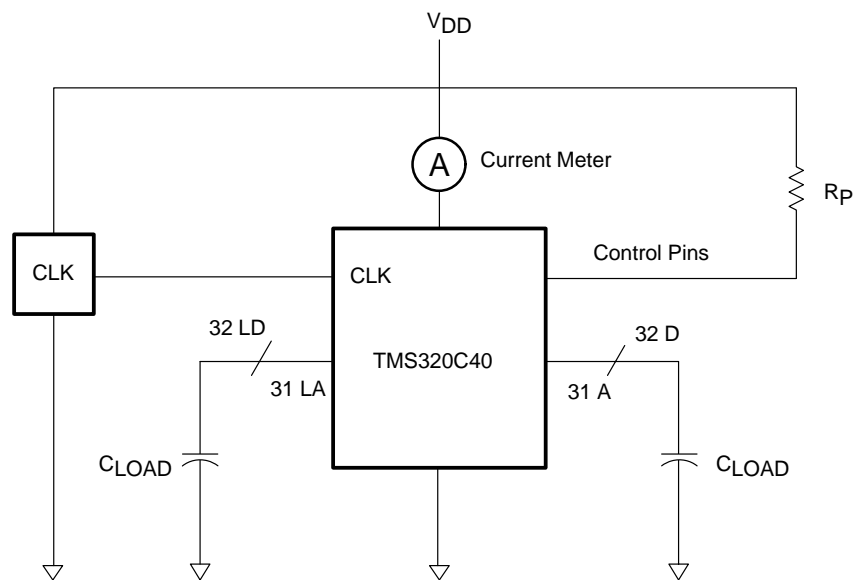 VDD
A
Current Meter
RP
CLK
CLK
Control Pins
32 LD
31 LA
TMS320C40
32 D
31 A
CLOAD
CLOAD